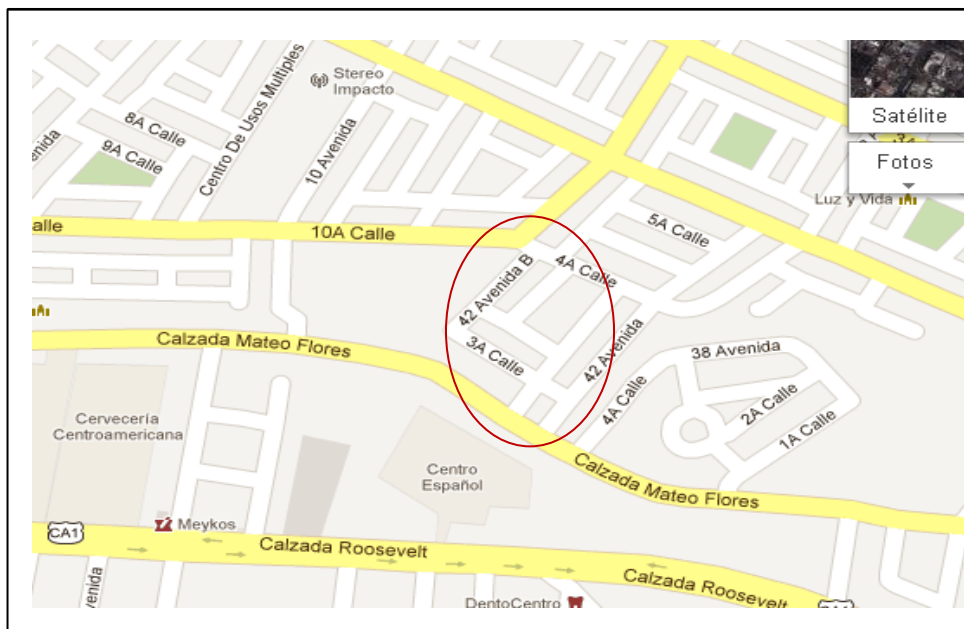 Stereo
Impacto
Satélite
Fotos
Luz y Vida
8A Calle
9A Calle
Centro De Usos Multiples
10 Avenida
enida
alle
10A Calle
5A Calle
4A Calle
42 Avenida B
3A Calle
42 Avenida
Calzada Mateo Flores
38 Avenida
4A Calle
2A Calle
1A Calle
Cervecería
Centroamericana
Centro
Español
Calzada Mateo Flores
CA1
Meykos
Calzada Roosevelt
Calzada Roosevelt
venida
DentoCentro